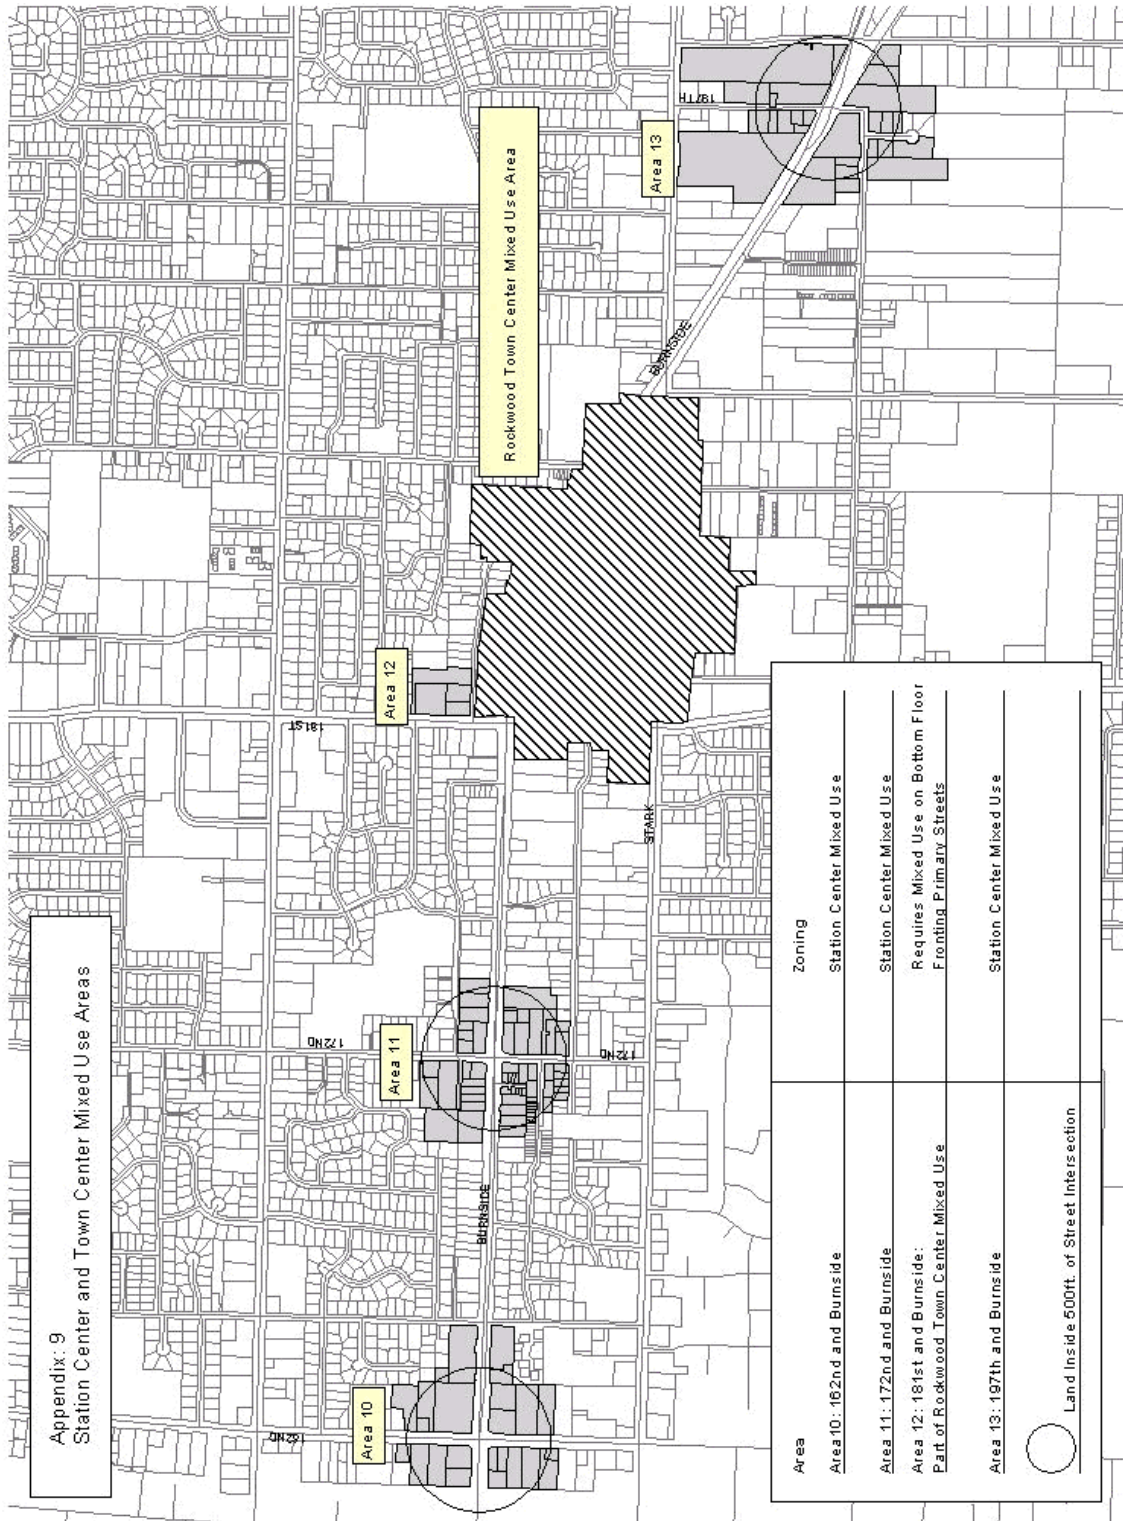 Appendix: 9
Station Center and Town Center Mixed Use Areas
Rockwood Town Center Mixed Use Area
Area 10
Area 11
Area 12
Area 13
162ND
172ND
172ND
181ST
197TH
BURNSIDE
BURNSIDE
STARK
Area Zoning
Area 10: 162nd and Burnside Station Center Mixed Use
Area 11: 172nd and Burnside Station Center Mixed Use
Area 12: 181st and Burnside: Requires Mixed Use on Bottom Floor
Part of Rockwood Town Center Mixed Use Fronting Primary Streets
Area 13: 197th and Burnside Station Center Mixed Use
Land Inside 500ft. of Street Intersection